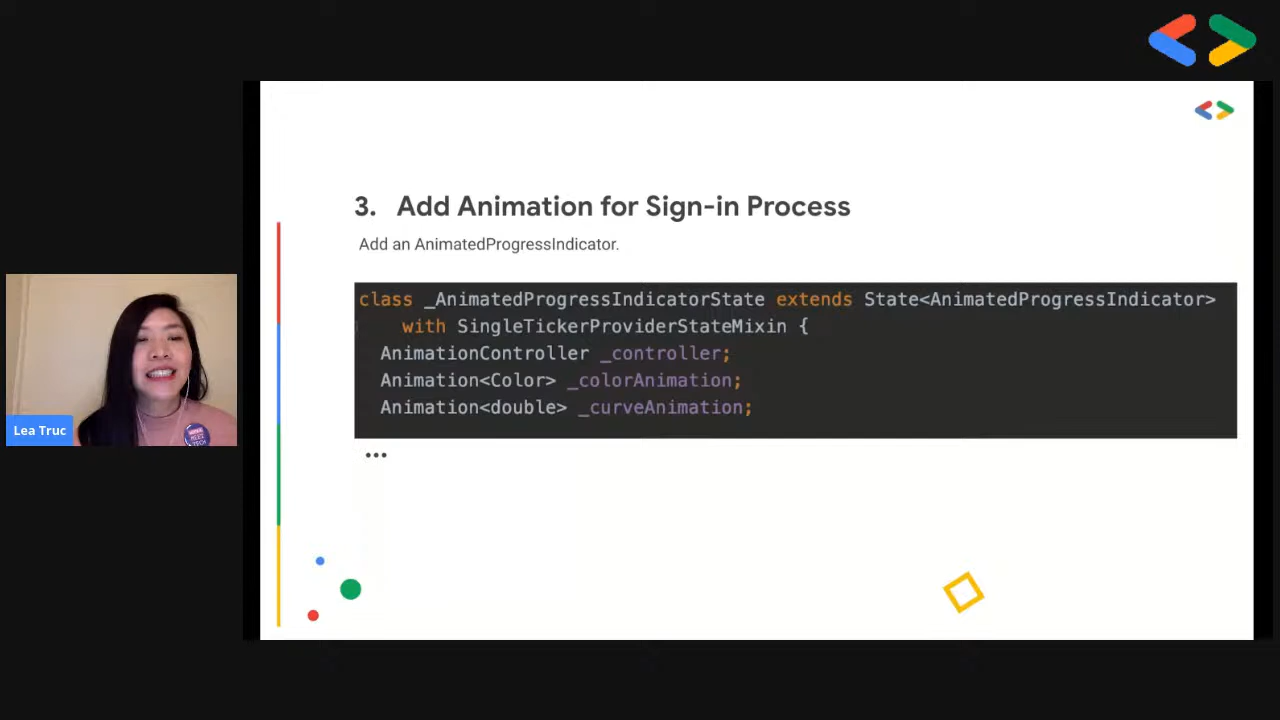 3. Add Animation for Sign-in Process
Add an AnimatedProgressIndicator.
class _AnimatedProgressIndicatorState extends State<AnimatedProgressIndicator>
with SingleTickerProviderStateMixin {
AnimationController _controller;
Animation<Color> _colorAnimation;
Animation<double> _curveAnimation;
...
Lea Truc